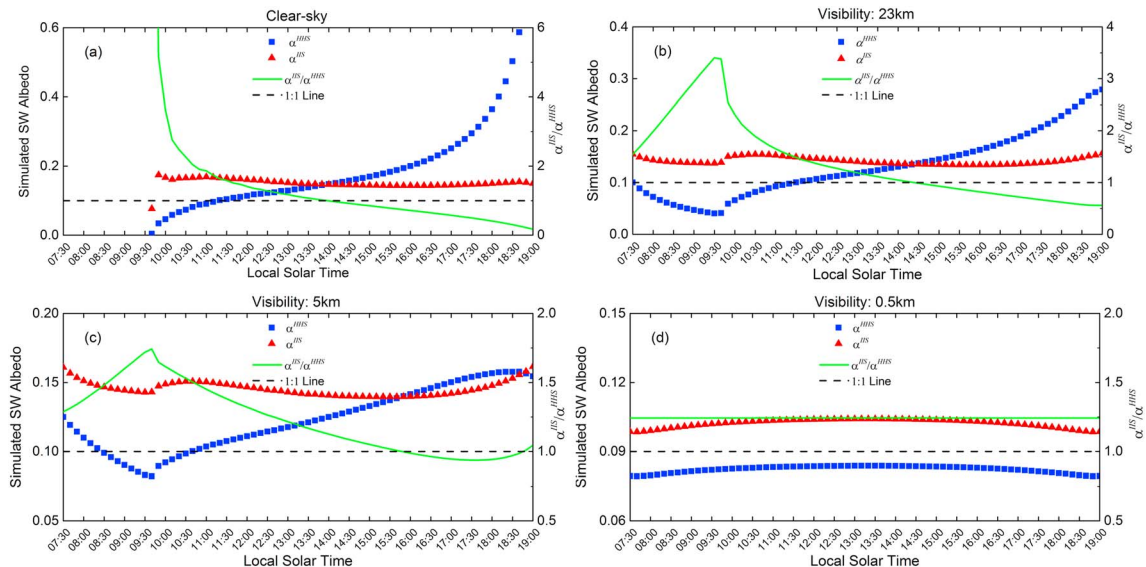 Clear-sky
0.6
0.4
0.2
0.0
Simulated SW Albedo
(a)
α^HHS
α^IIS
α^IIS/α^HHS
1:1 Line
6
4
2
0
α^IIS/α^HHS
07:30 08:00 08:30 09:00 09:30 10:00 10:30 11:00 11:30 12:00 12:30 13:00 13:30 14:00 14:30 15:00 15:30 16:00 16:30 17:00 17:30 18:00 18:30 19:00
Local Solar Time
Visibility: 23km
0.4
0.3
0.2
0.1
0.0
Simulated SW Albedo
(b)
α^HHS
α^IIS
α^IIS/α^HHS
1:1 Line
4
3
2
1
0
α^IIS/α^HHS
07:30 08:00 08:30 09:00 09:30 10:00 10:30 11:00 11:30 12:00 12:30 13:00 13:30 14:00 14:30 15:00 15:30 16:00 16:30 17:00 17:30 18:00 18:30 19:00
Local Solar Time
Visibility: 5km
0.20
0.15
0.10
0.05
Simulated SW Albedo
(c)
α^HHS
α^IIS
α^IIS/α^HHS
1:1 Line
2.0
1.5
1.0
0.5
α^IIS/α^HHS
07:30 08:00 08:30 09:00 09:30 10:00 10:30 11:00 11:30 12:00 12:30 13:00 13:30 14:00 14:30 15:00 15:30 16:00 16:30 17:00 17:30 18:00 18:30 19:00
Local Solar Time
Visibility: 0.5km
0.15
0.12
0.09
0.06
Simulated SW Albedo
(d)
α^HHS
α^IIS
α^IIS/α^HHS
1:1 Line
2.0
1.5
1.0
0.5
α^IIS/α^HHS
07:30 08:00 08:30 09:00 09:30 10:00 10:30 11:00 11:30 12:00 12:30 13:00 13:30 14:00 14:30 15:00 15:30 16:00 16:30 17:00 17:30 18:00 18:30 19:00
Local Solar Time